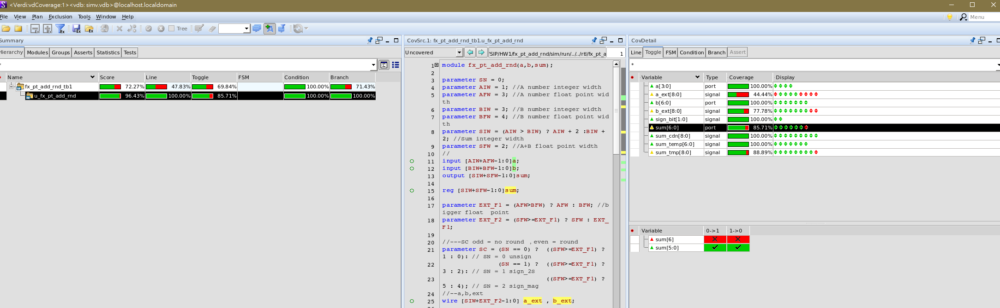 <Verdi:vdCoverage:1><vdb: simv.vdb>@localhost.localdomain
File View Plan Exclusion Tools Window Help
Menu
Tree
Summary
Hierarchy Modules Groups Asserts Statistics Tests
*
Name Score Line Toggle FSM Condition Branch
fx_pt_add_rnd_tb1 72.27% 47.83% 69.84% 100.00% 71.43%
u_fx_pt_add_rnd 96.43% 100.00% 85.71% 100.00% 100.00%
CovSrc.1: fx_pt_add_rnd_tb1.u_fx_pt_add_rnd
Uncovered
'SIP/HW1/fx_pt_add_rnd/sim/run/../../rtl/fx_pt_a 1
1 module fx_pt_add_rnd(a,b,sum);
2
3 parameter SN = 0;
4 parameter AIW = 1; //A number integer width
5 parameter AFW = 3; //A number float point wid
th
6 parameter BIW = 3; //B number integer width
7 parameter BFW = 4; //B number float point wid
th
8 parameter SIW = (AIW > BIW) ? AIW + 2 :BIW +
2; //Sum integer width
9 parameter SFW = 2; //A+B float point width
10 //
11 input [AIW+AFW-1:0]a;
12 input [BIW+BFW-1:0]b;
13 output [SIW+SFW-1:0]sum;
14
15 reg [SIW+SFW-1:0]sum;
16
17 parameter EXT_F1 = (AFW>BFW) ? AFW : BFW; //b
igger float  point
18 parameter EXT_F2 = (SFW>=EXT_F1) ? SFW : EXT_
F1;
19
20 //---SC odd = no round , even = round
21 parameter SC = (SN == 0) ?  ((SFW>=EXT_F1) ?
1 : 0): // SN = 0 unsign
22 (SN == 1) ?  ((SFW>=EXT_F1) ?
3 : 2): // SN = 1 sign_2S
23 ((SFW>=EXT_F1) ?
5 : 4); // SN = 2 sign_mag
24 //--a,b,ext
25 wire [SIW+EXT_F2-1:0] a_ext , b_ext;
CovDetail
Line Toggle FSM Condition Branch Assert
*
Variable Type Coverage Display
a[3:0] port 100.00%
a_ext[8:0] signal 44.44%
b[6:0] port 100.00%
b_ext[8:0] signal 77.78%
sign_bit[1:0] signal 100.00%
sum[6:0] port 85.71%
sum_cdn[8:0] signal 100.00%
sum_temp[6:0] signal 100.00%
sum_tmp[8:0] signal 88.89%
Variable 0->1 1->0
sum[6]
sum[5:0]